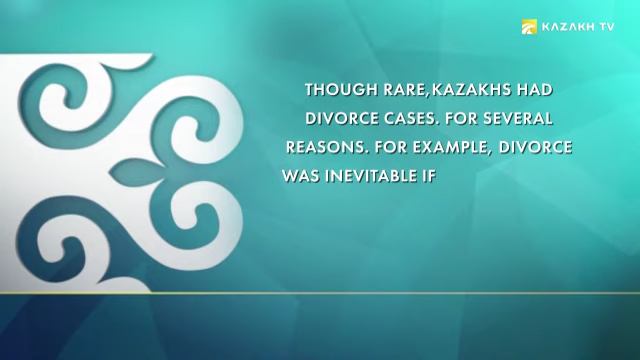 KAZAKH TV
THOUGH RARE,KAZAKHS HAD
DIVORCE CASES. FOR SEVERAL
REASONS. FOR EXAMPLE, DIVORCE
WAS INEVITABLE IF